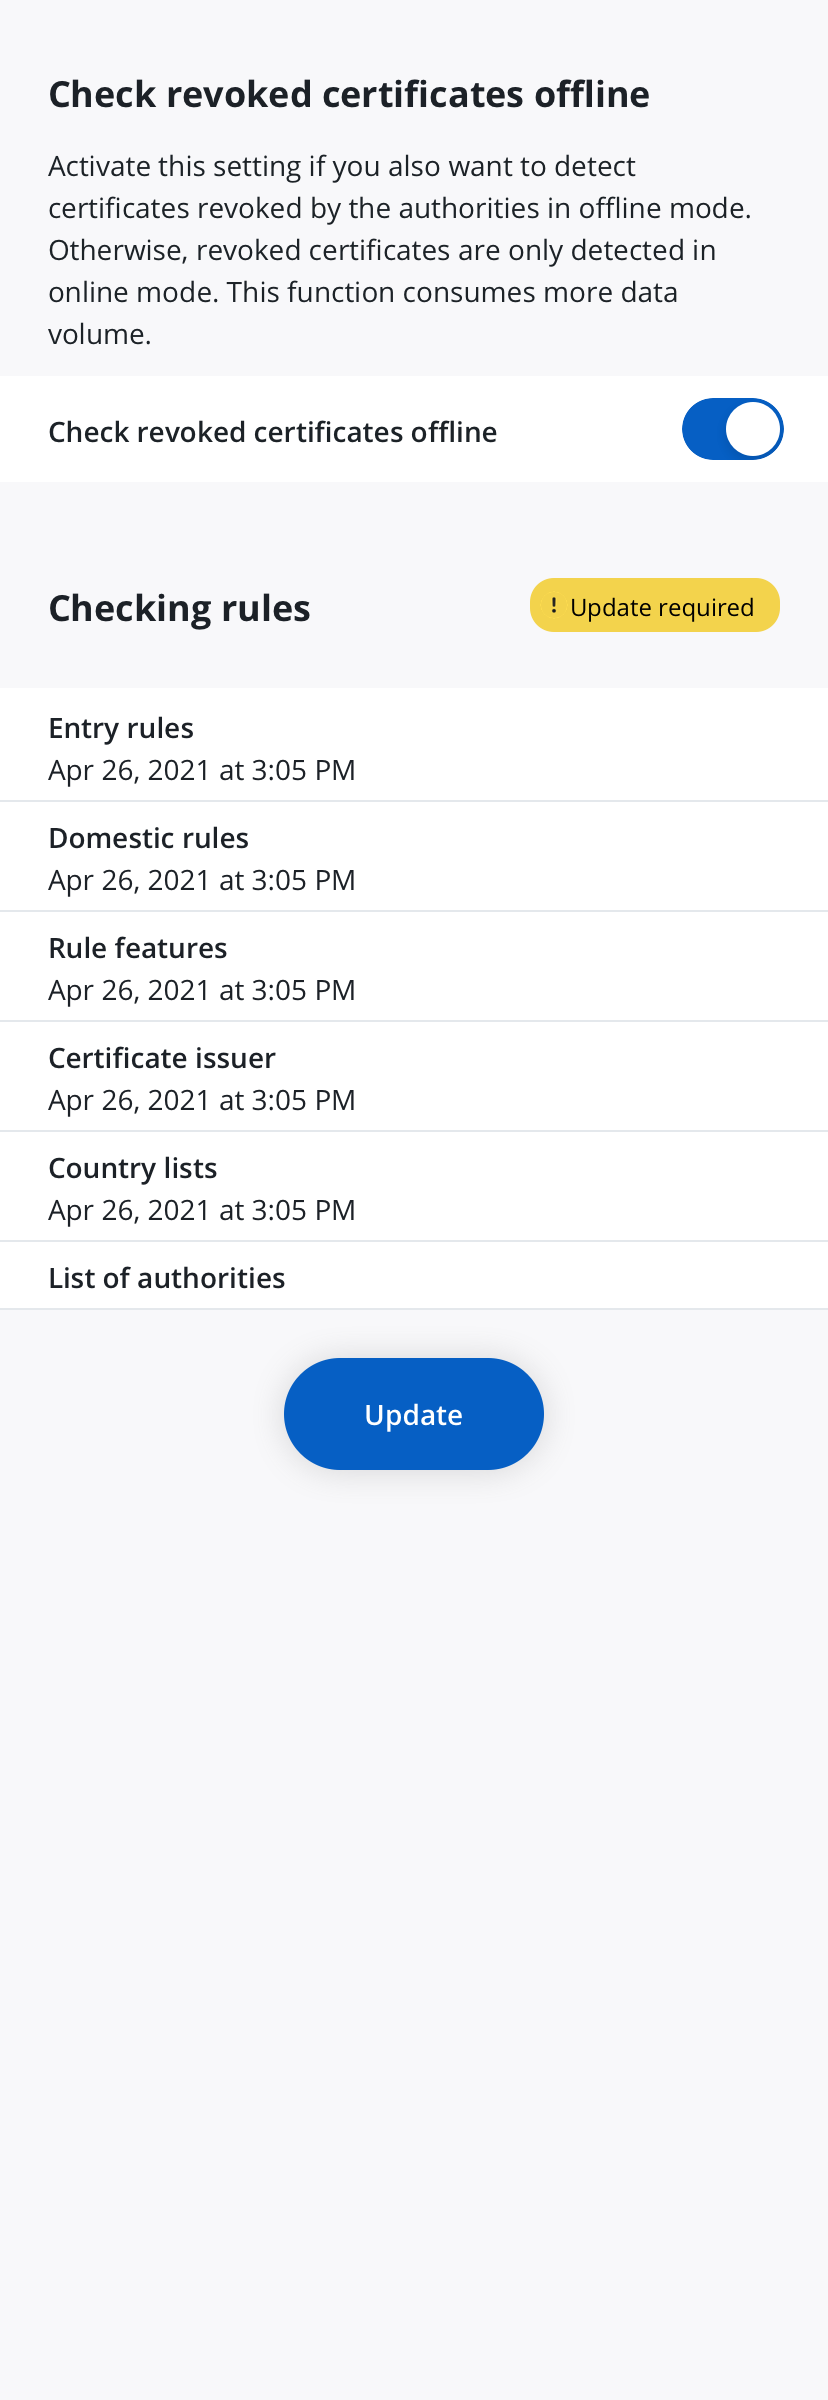 Check revoked certificates offline
Activate this setting if you also want to detect
certificates revoked by the authorities in offline mode.
Otherwise, revoked certificates are only detected in
online mode. This function consumes more data
volume.
Check revoked certificates offline
Checking rules
! Update required
Entry rules
Apr 26, 2021 at 3:05 PM
Domestic rules
Apr 26, 2021 at 3:05 PM
Rule features
Apr 26, 2021 at 3:05 PM
Certificate issuer
Apr 26, 2021 at 3:05 PM
Country lists
Apr 26, 2021 at 3:05 PM
List of authorities
Update